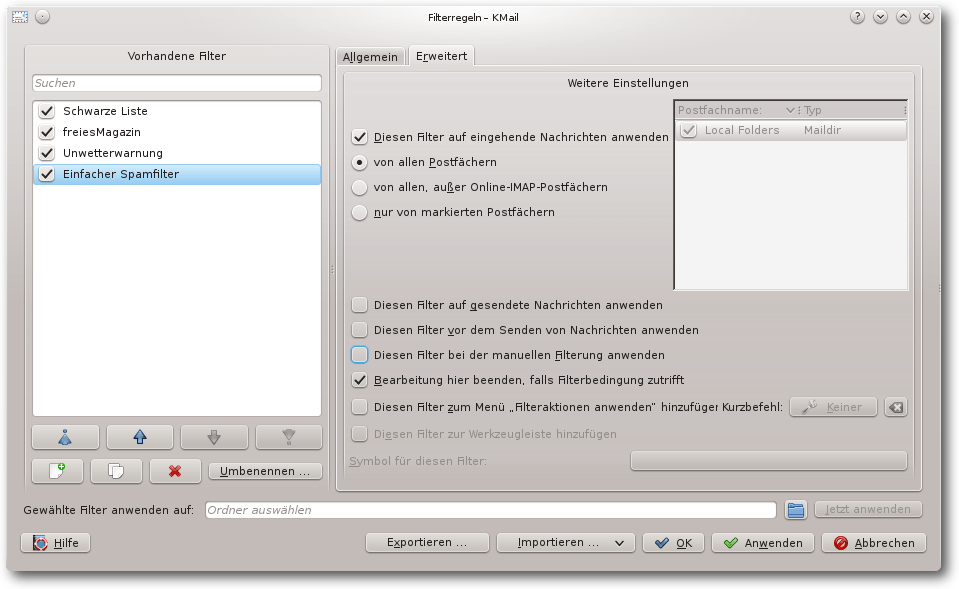 Filterregeln – KMail
Vorhandene Filter
Suchen
Schwarze Liste
freiesMagazin
Unwetterwarnung
Einfacher Spamfilter
Umbenennen ...
Allgemein
Erweitert
Weitere Einstellungen
Diesen Filter auf eingehende Nachrichten anwenden
von allen Postfächern
von allen, außer Online-IMAP-Postfächern
nur von markierten Postfächern
Postfachname: Typ
Local Folders Maildir
Diesen Filter auf gesendete Nachrichten anwenden
Diesen Filter vor dem Senden von Nachrichten anwenden
Diesen Filter bei der manuellen Filterung anwenden
Bearbeitung hier beenden, falls Filterbedingung zutrifft
Diesen Filter zum Menü „Filteraktionen anwenden“ hinzufüger Kurzbefehl: Keiner
Diesen Filter zur Werkzeugleiste hinzufügen
Symbol für diesen Filter:
Gewählte Filter anwenden auf: Ordner auswählen Jetzt anwenden
Hilfe Exportieren ... Importieren ... OK Anwenden Abbrechen